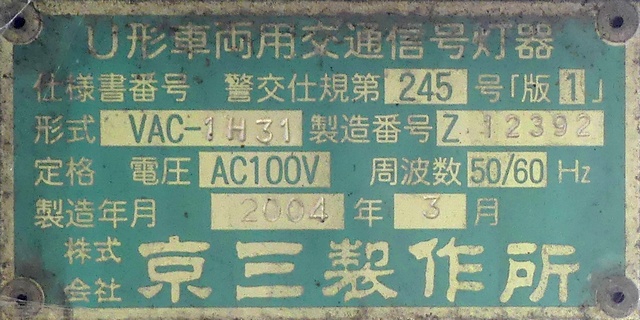 U形車両用交通信号灯器
仕様書番号 警交仕規第 245 号「版 1」
形式 VAC-1H31 製造番号 Z 12392
定格 電圧 AC100V 周波数 50/60 Hz
製造年月 2004 年 3 月
株式会社 京三製作所